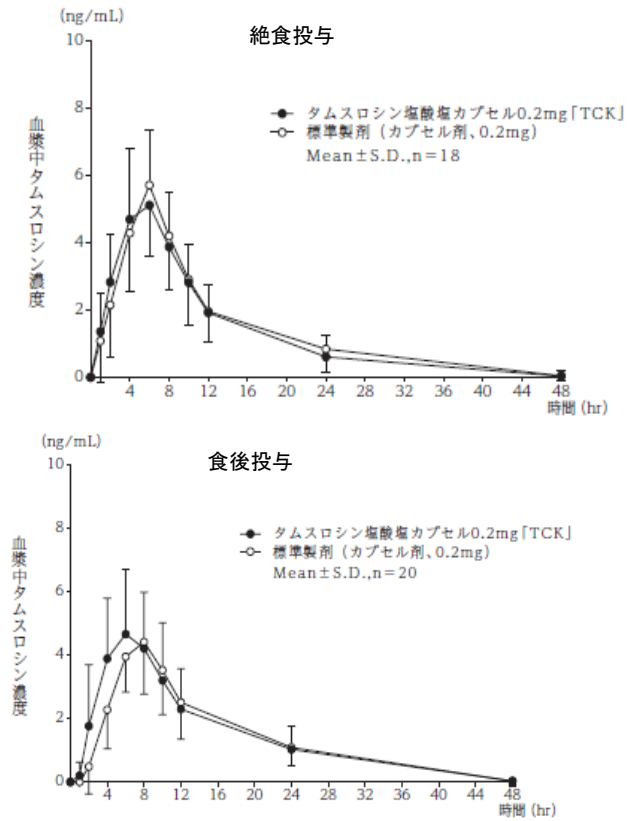 (ng/mL)
絶食投与
10
8
6
4
2
0
血漿中タムスロシン濃度
タムスロシン塩酸塩カプセル0.2mg「TCK」
標準製剤（カプセル剤、0.2mg）
Mean±S.D.,n=18
4 8 12 16 20 24 28 32 36 40 44 48
時間(hr)
(ng/mL)
食後投与
10
8
6
4
2
0
血漿中タムスロシン濃度
タムスロシン塩酸塩カプセル0.2mg「TCK」
標準製剤（カプセル剤、0.2mg）
Mean±S.D.,n=20
4 8 12 16 20 24 28 32 36 40 44 48
時間(hr)